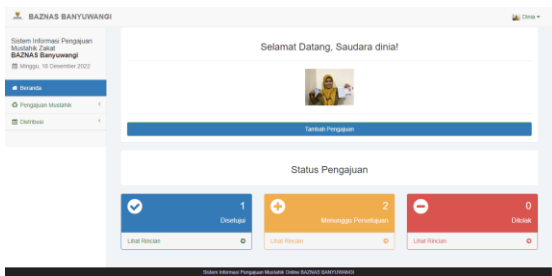 BAZNAS BANYUWANGI
Dinia
Sistem Informasi Pengajuan
Mustahik Zakat
BAZNAS Banyuwangi
Minggu, 18 Desember 2022
Beranda
Pengajuan Mustahik
Distribusi
Selamat Datang, Saudara dinia!
Tambah Pengajuan
Status Pengajuan
1
Disetujui
Lihat Rincian
2
Menunggu Persetujuan
Lihat Rincian
0
Ditolak
Lihat Rincian
Sistem Informasi Pengajuan Mustahik Online BAZNAS BANYUWANGI